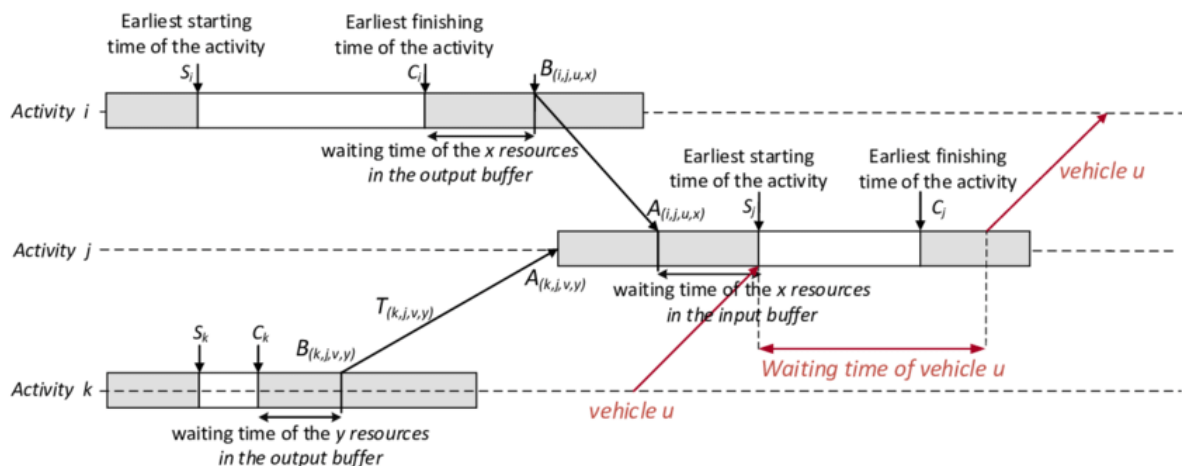 Earliest starting
time of the activity
Earliest finishing
time of the activity
S_i
C_i
B_(i,j,u,x)
Activity i
waiting time of the x resources
in the output buffer
Earliest starting
time of the activity
Earliest finishing
time of the activity
vehicle u
A_(i,j,u,x)
S_j
C_j
Activity j
A_(k,j,v,y)
waiting time of the x resources
in the input buffer
T_(k,j,v,y)
S_k
C_k
B_(k,j,v,y)
Waiting time of vehicle u
Activity k
vehicle u
waiting time of the y resources
in the output buffer